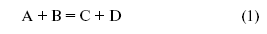 A + B = C + D (1)